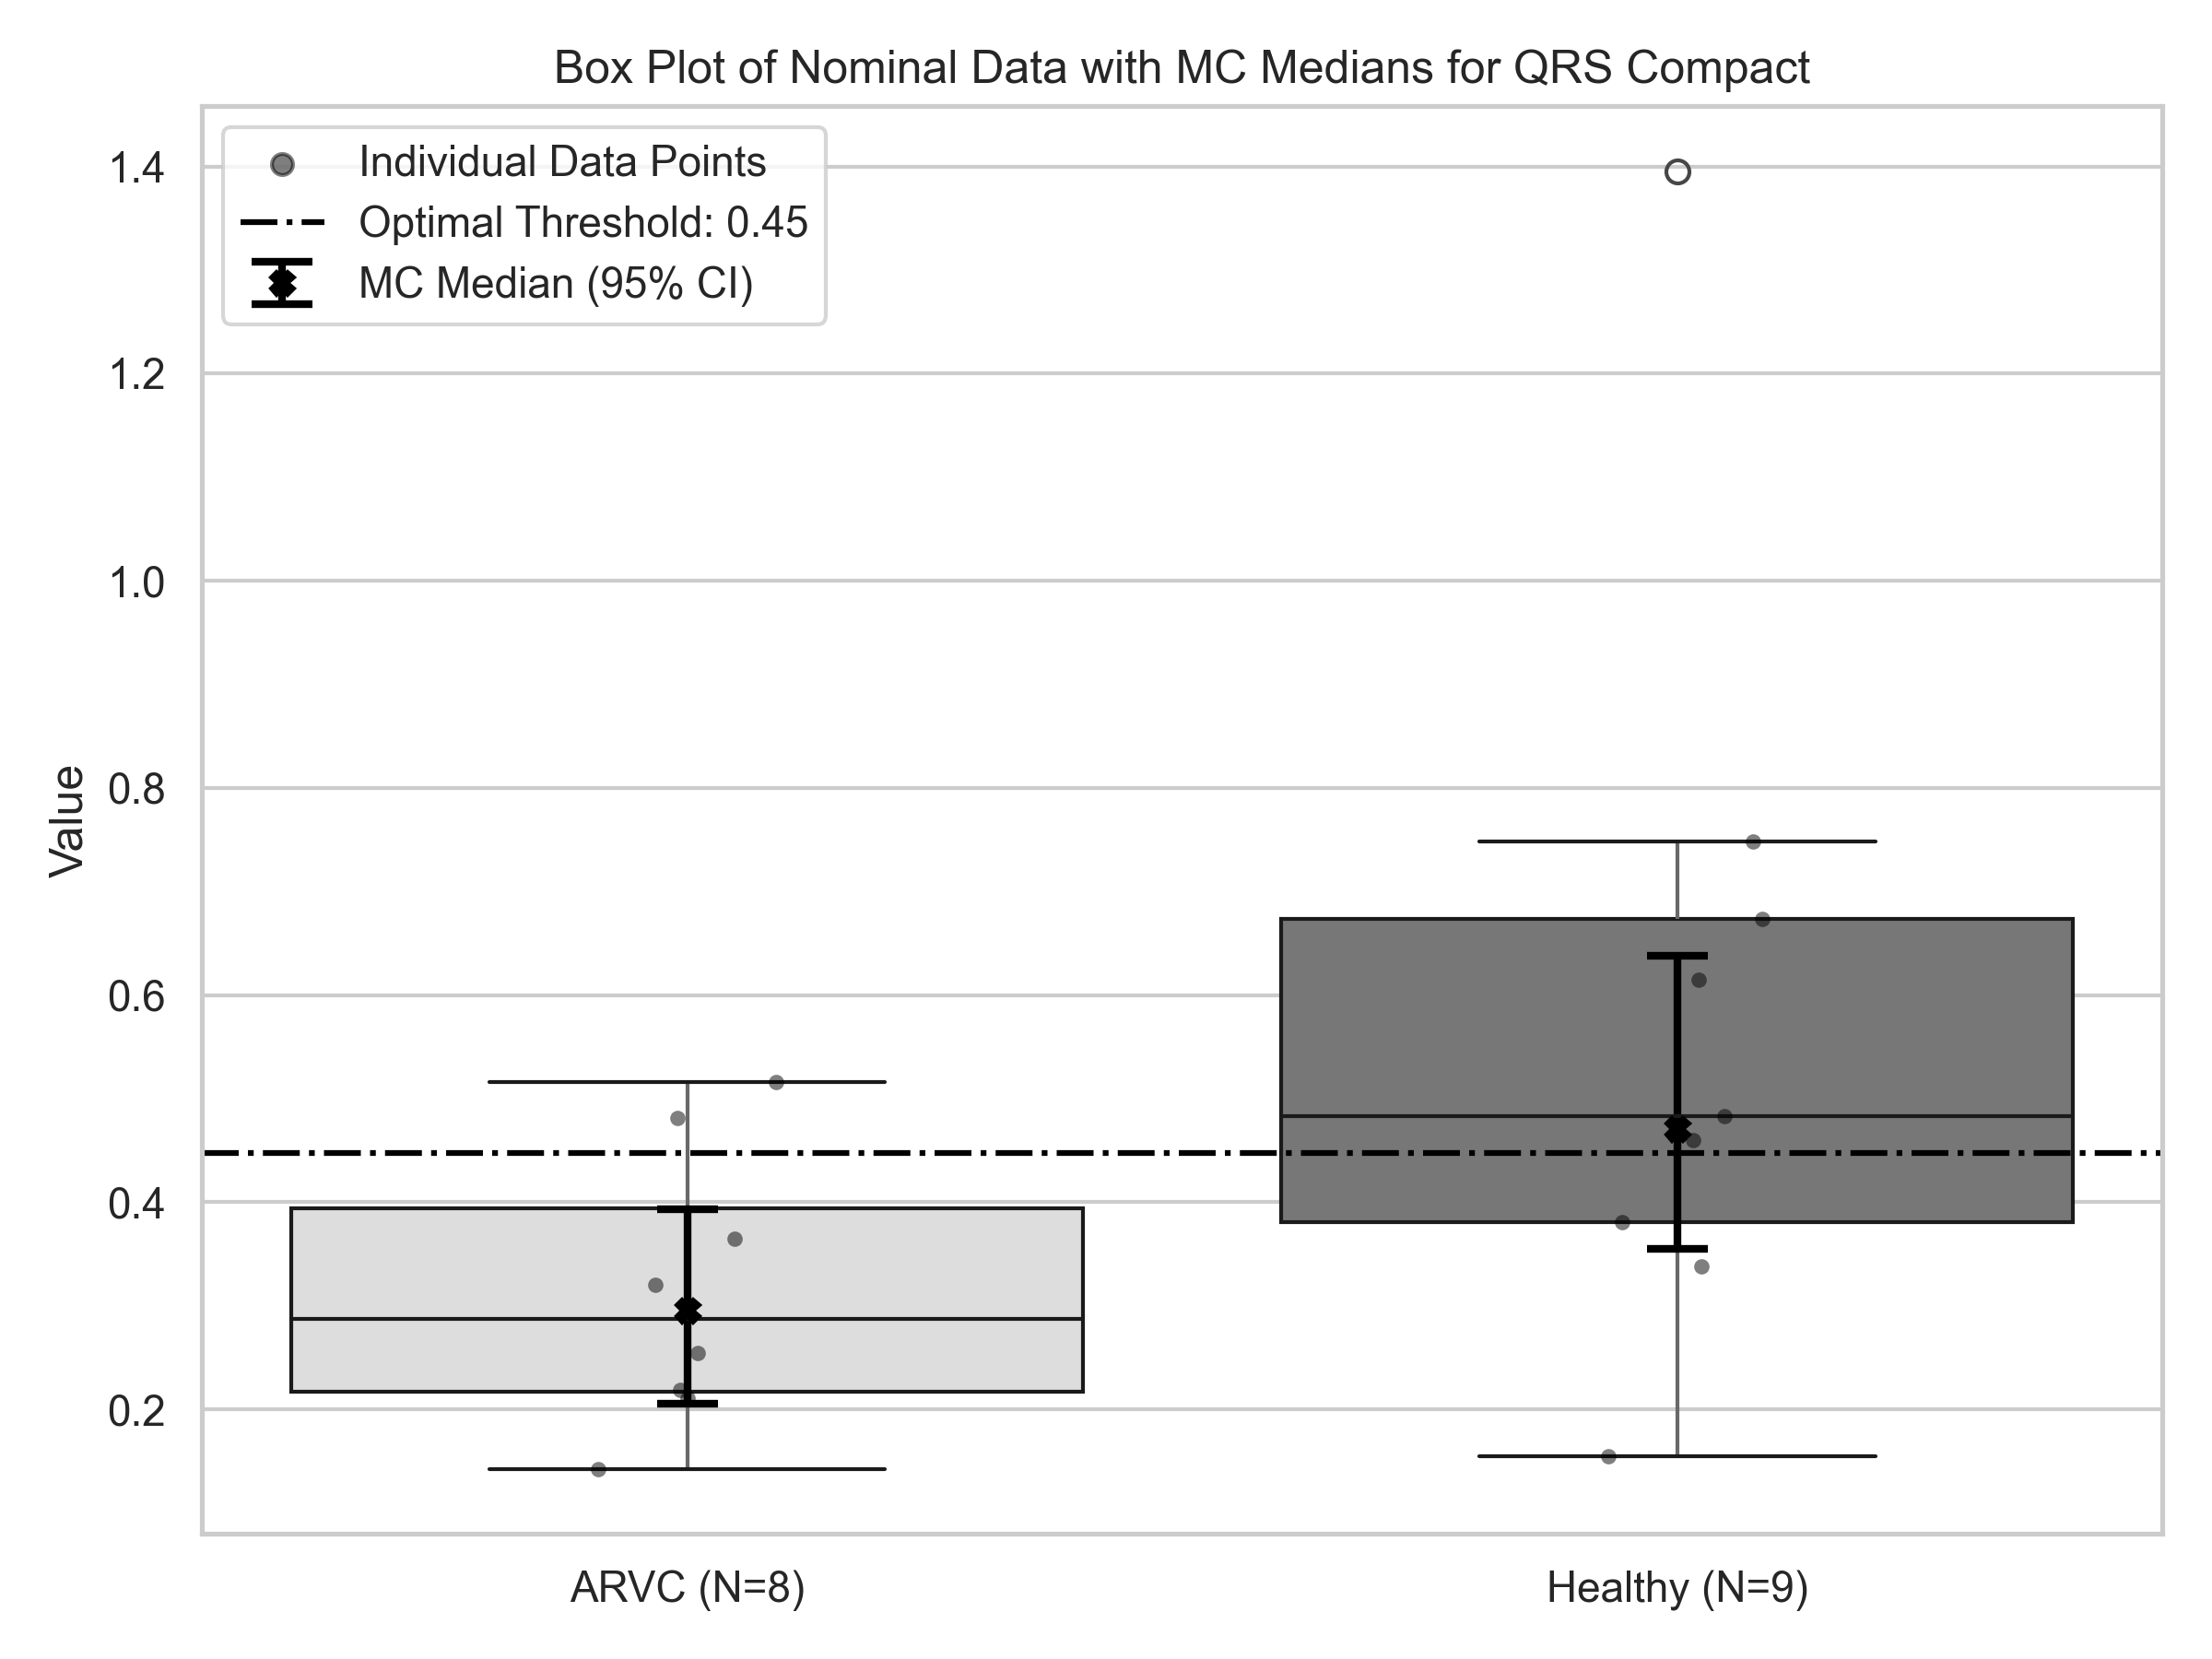 Box Plot of Nominal Data with MC Medians for QRS Compact
Individual Data Points
Optimal Threshold: 0.45
MC Median (95% CI)
Value
1.4
1.2
1.0
0.8
0.6
0.4
0.2
ARVC (N=8)
Healthy (N=9)